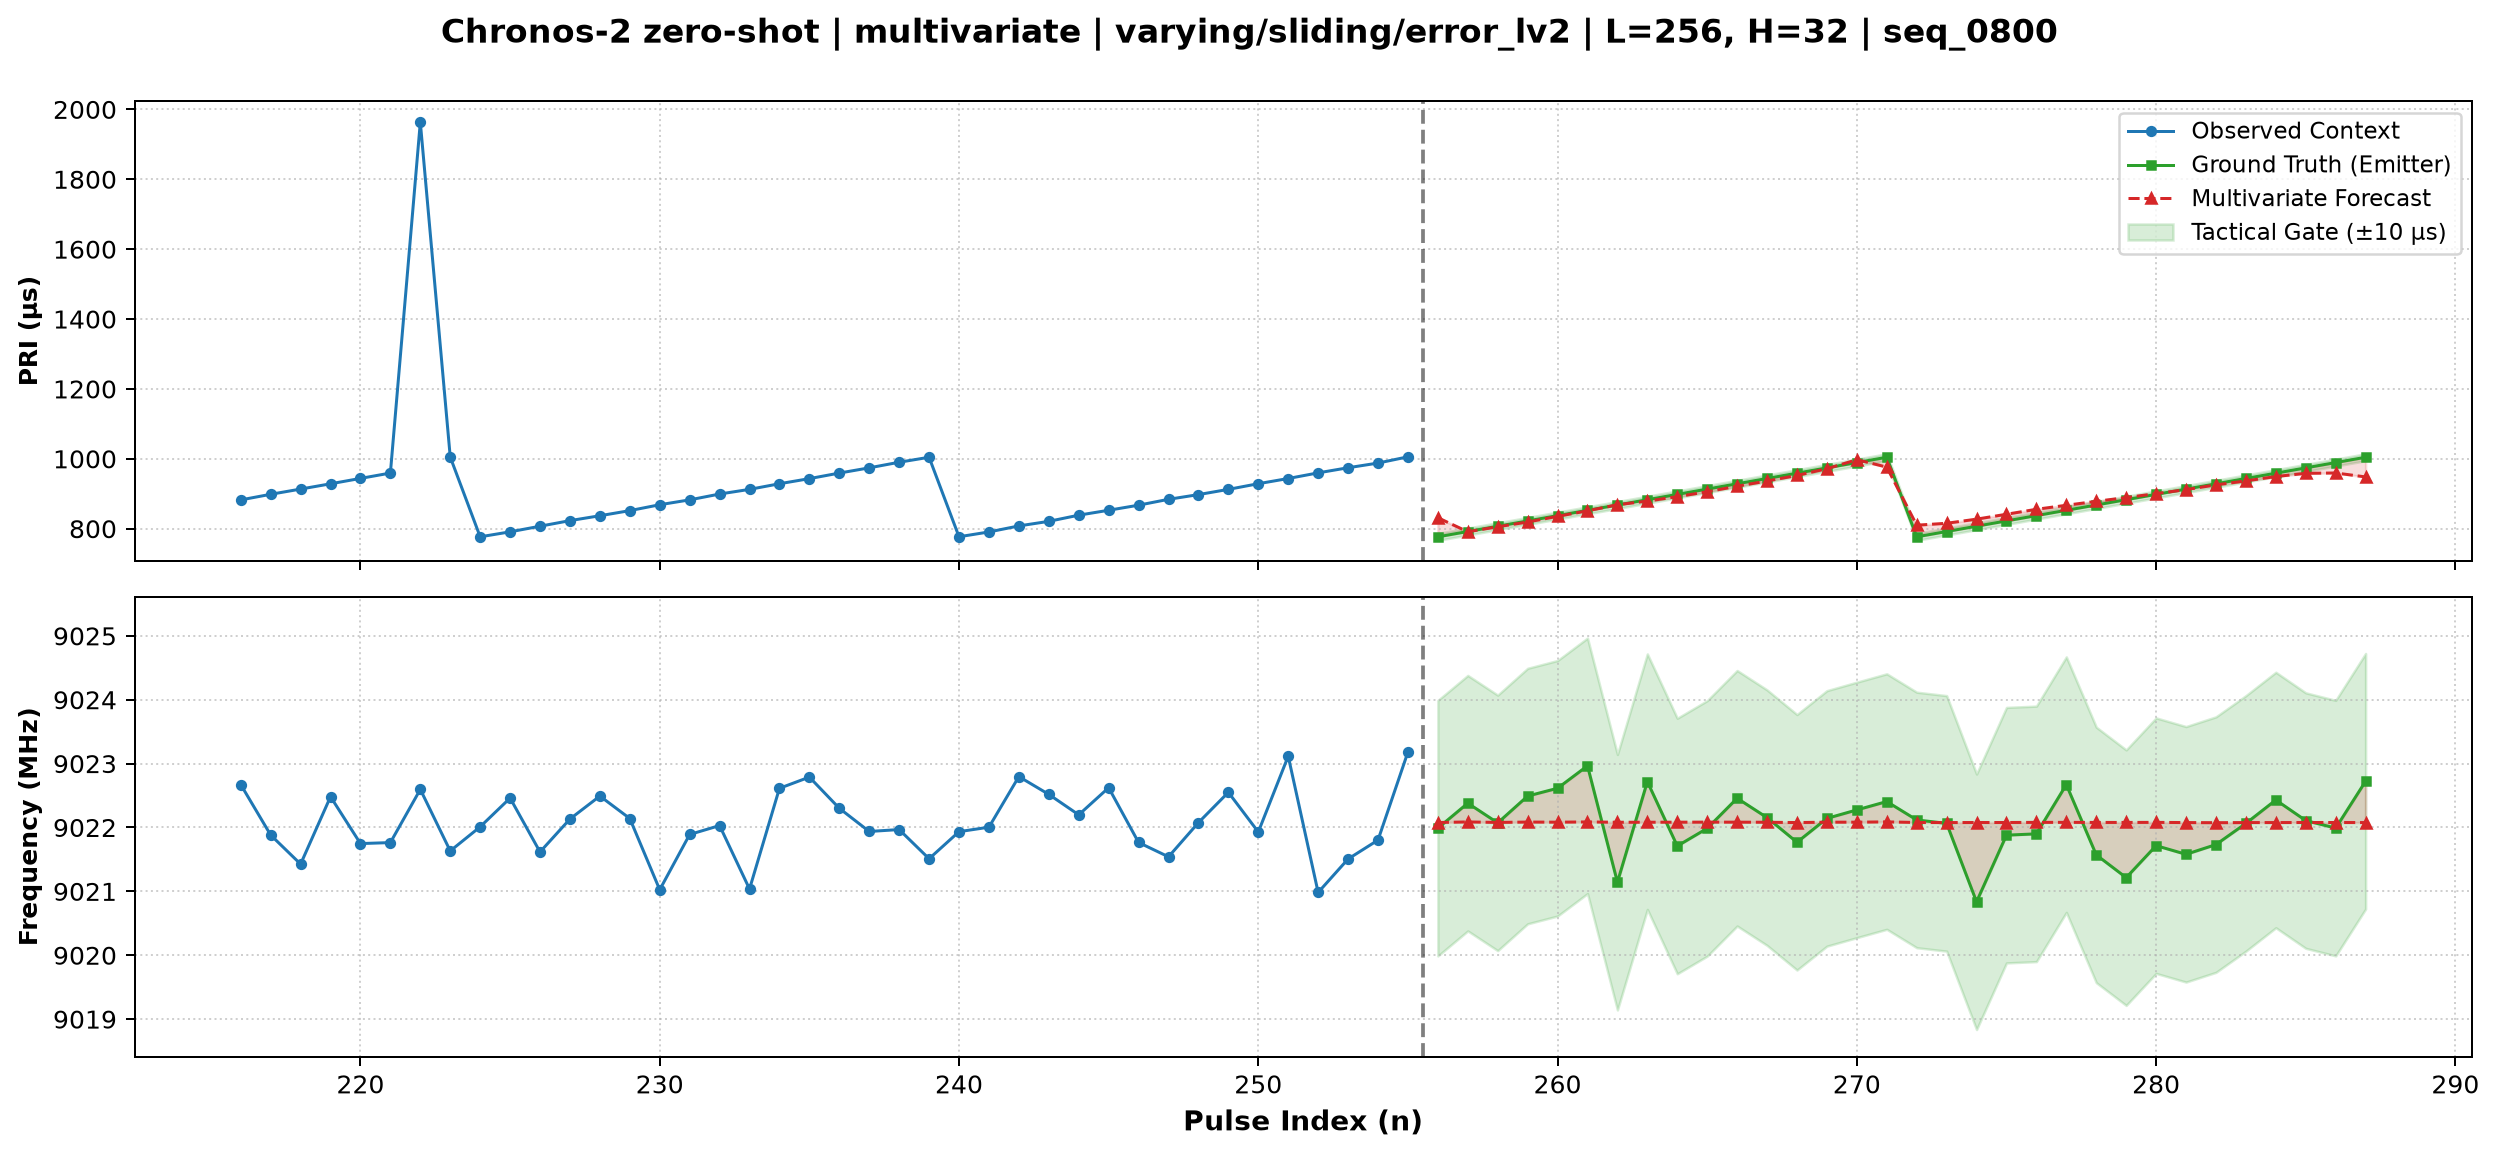 Chronos-2 zero-shot | multivariate | varying/sliding/error_lv2 | L=256, H=32 | seq_0800
2000
1800
1600
1400
1200
1000
800
PRI (µs)
Observed Context
Ground Truth (Emitter)
Multivariate Forecast
Tactical Gate (±10 µs)
9025
9024
9023
9022
9021
9020
9019
Frequency (MHz)
220
230
240
250
260
270
280
290
Pulse Index (n)